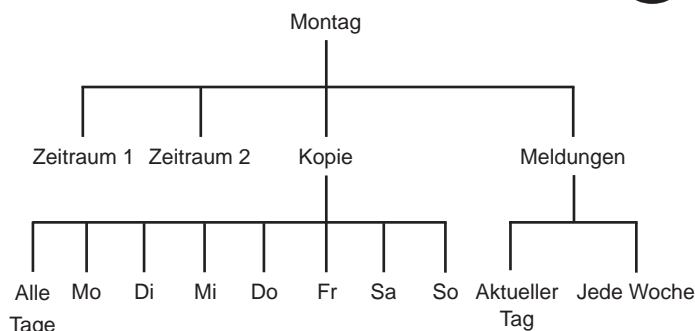 Montag
Zeitraum 1 Zeitraum 2 Kopie Meldungen
Alle Mo Di Mi Do Fr Sa So Aktueller Jede Woche
Tage Tag